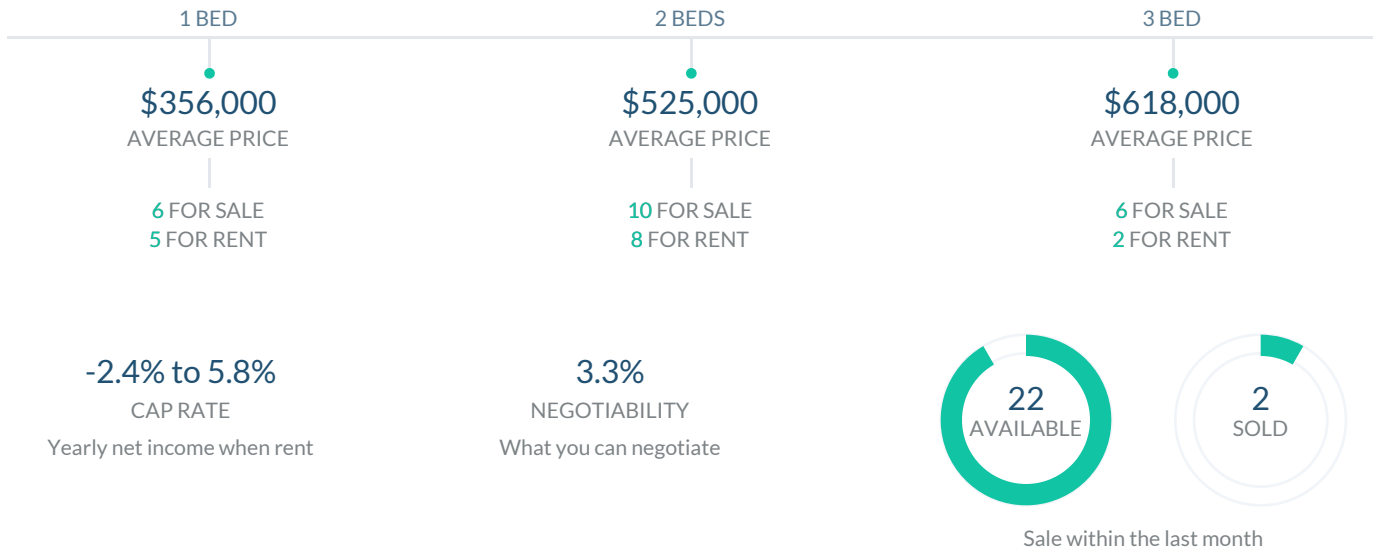 1 BED
2 BEDS
3 BED
$356,000
$525,000
$618,000
AVERAGE PRICE
AVERAGE PRICE
AVERAGE PRICE
6 FOR SALE
10 FOR SALE
6 FOR SALE
5 FOR RENT
8 FOR RENT
2 FOR RENT
-2.4% to 5.8%
CAP RATE
Yearly net income when rent
3.3%
NEGOTIABILITY
What you can negotiate
22
AVAILABLE
2
SOLD
Sale within the last month